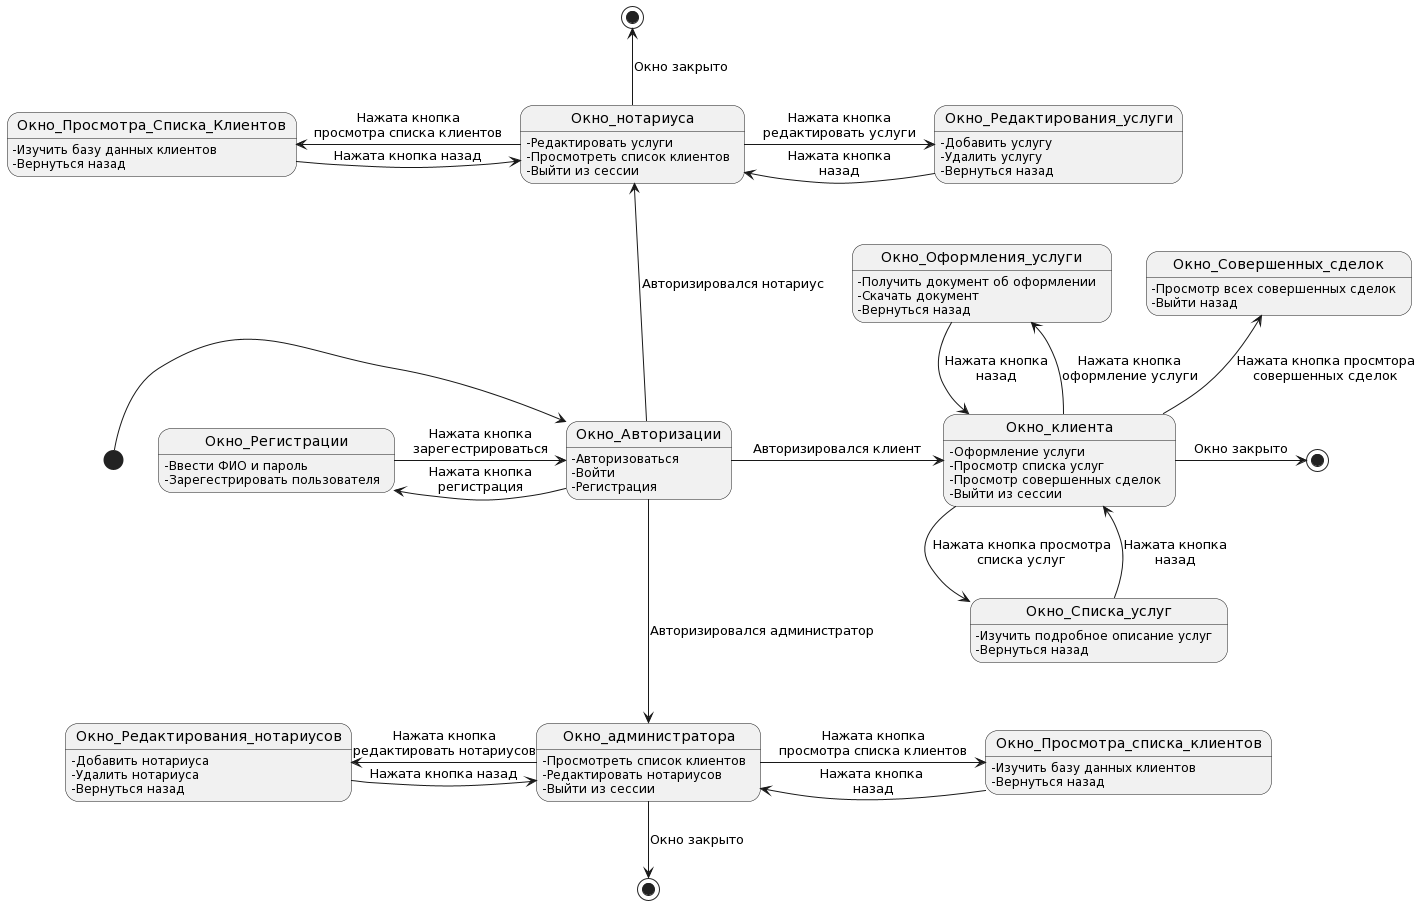 Окно закрыто
Окно_Просмотра_Списка_Клиентов
-Изучить базу данных клиентов
-Вернуться назад
Нажата кнопка
просмотра списка клиентов
Нажата кнопка назад
Окно_нотариуса
-Редактировать услуги
-Просмотреть список клиентов
-Выйти из сессии
Нажата кнопка
редактировать услуги
Нажата кнопка
назад
Окно_Редактирования_услуги
-Добавить услугу
-Удалить услугу
-Вернуться назад
Авторизировался нотариус
Окно_Оформления_услуги
-Получить документ об оформлении
-Скачать документ
-Вернуться назад
Окно_Совершенных_сделок
-Просмотр всех совершенных сделок
-Выйти назад
Нажата кнопка
назад
Нажата кнопка
оформление услуги
Нажата кнопка просмтора
совершенных сделок
Окно_Регистрации
-Ввести ФИО и пароль
-Зарегестрировать пользователя
Нажата кнопка
зарегестрироваться
Нажата кнопка
регистрация
Окно_Авторизации
-Авторизоваться
-Войти
-Регистрация
Авторизировался клиент
Окно_клиента
-Оформление услуги
-Просмотр списка услуг
-Просмотр совершенных сделок
-Выйти из сессии
Окно закрыто
Нажата кнопка просмотра
списка услуг
Нажата кнопка
назад
Окно_Списка_услуг
-Изучить подробное описание услуг
-Вернуться назад
Авторизировался администратор
Окно_Редактирования_нотариусов
-Добавить нотариуса
-Удалить нотариуса
-Вернуться назад
Нажата кнопка
редактировать нотариусов
Нажата кнопка назад
Окно_администратора
-Просмотреть список клиентов
-Редактировать нотариусов
-Выйти из сессии
Нажата кнопка
просмотра списка клиентов
Нажата кнопка
назад
Окно_Просмотра_списка_клиентов
-Изучить базу данных клиентов
-Вернуться назад
Окно закрыто